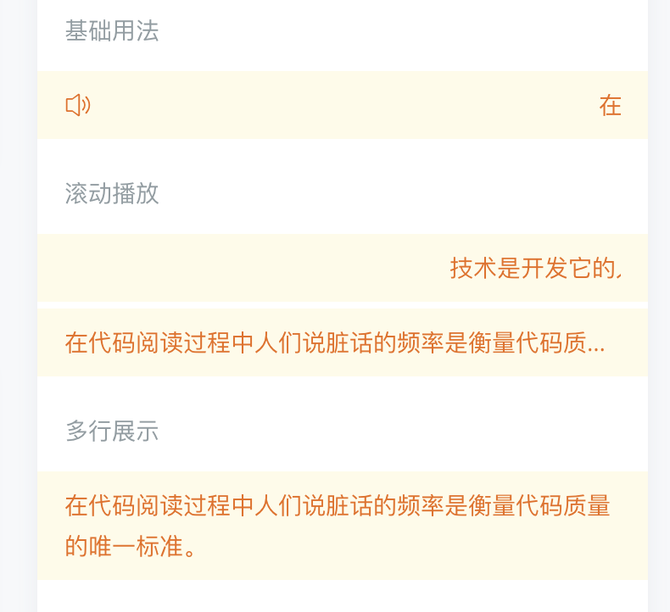 基础用法
在
滚动播放
技术是开发它的
在代码阅读过程中人们说脏话的频率是衡量代码质...
多行展示
在代码阅读过程中人们说脏话的频率是衡量代码质量
的唯一标准。